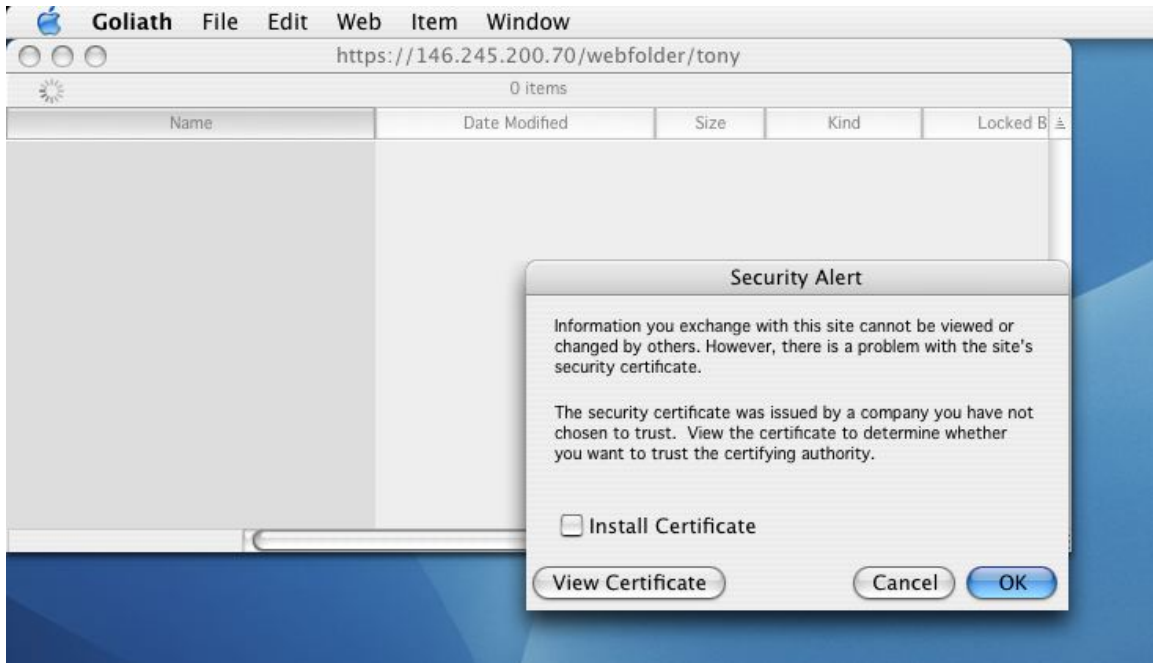 Goliath File Edit Web Item Window
https://146.245.200.70/webfolder/tony
0 items
Name Date Modified Size Kind Locked B
Security Alert
Information you exchange with this site cannot be viewed or
changed by others. However, there is a problem with the site's
security certificate.
The security certificate was issued by a company you have not
chosen to trust. View the certificate to determine whether
you want to trust the certifying authority.
Install Certificate
View Certificate Cancel OK